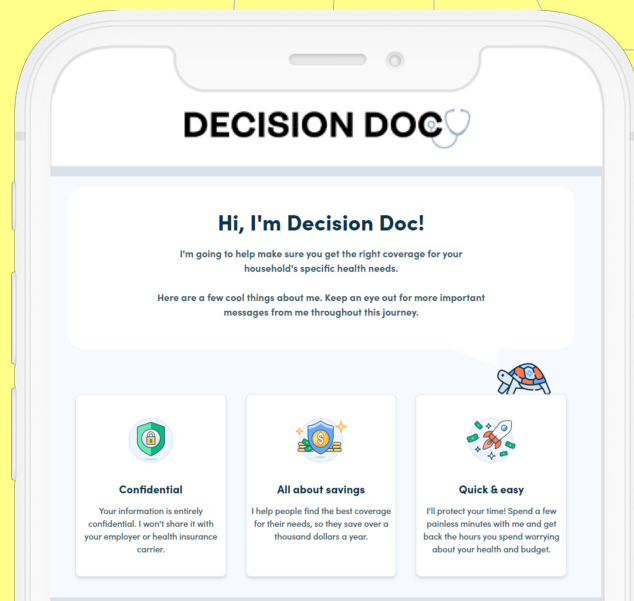 DECISION DOC
Hi, I'm Decision Doc!
I'm going to help make sure you get the right coverage for your
household's specific health needs.
Here are a few cool things about me. Keep an eye out for more important
messages from me throughout this journey.
Confidential
Your information is entirely
confidential. I won't share it with
your employer or health insurance
carrier.
All about savings
I help people find the best coverage
for their needs, so they save over a
thousand dollars a year.
Quick & easy
I'll protect your time! Spend a few
painless minutes with me and get
back the hours you spend worrying
about your health and budget.